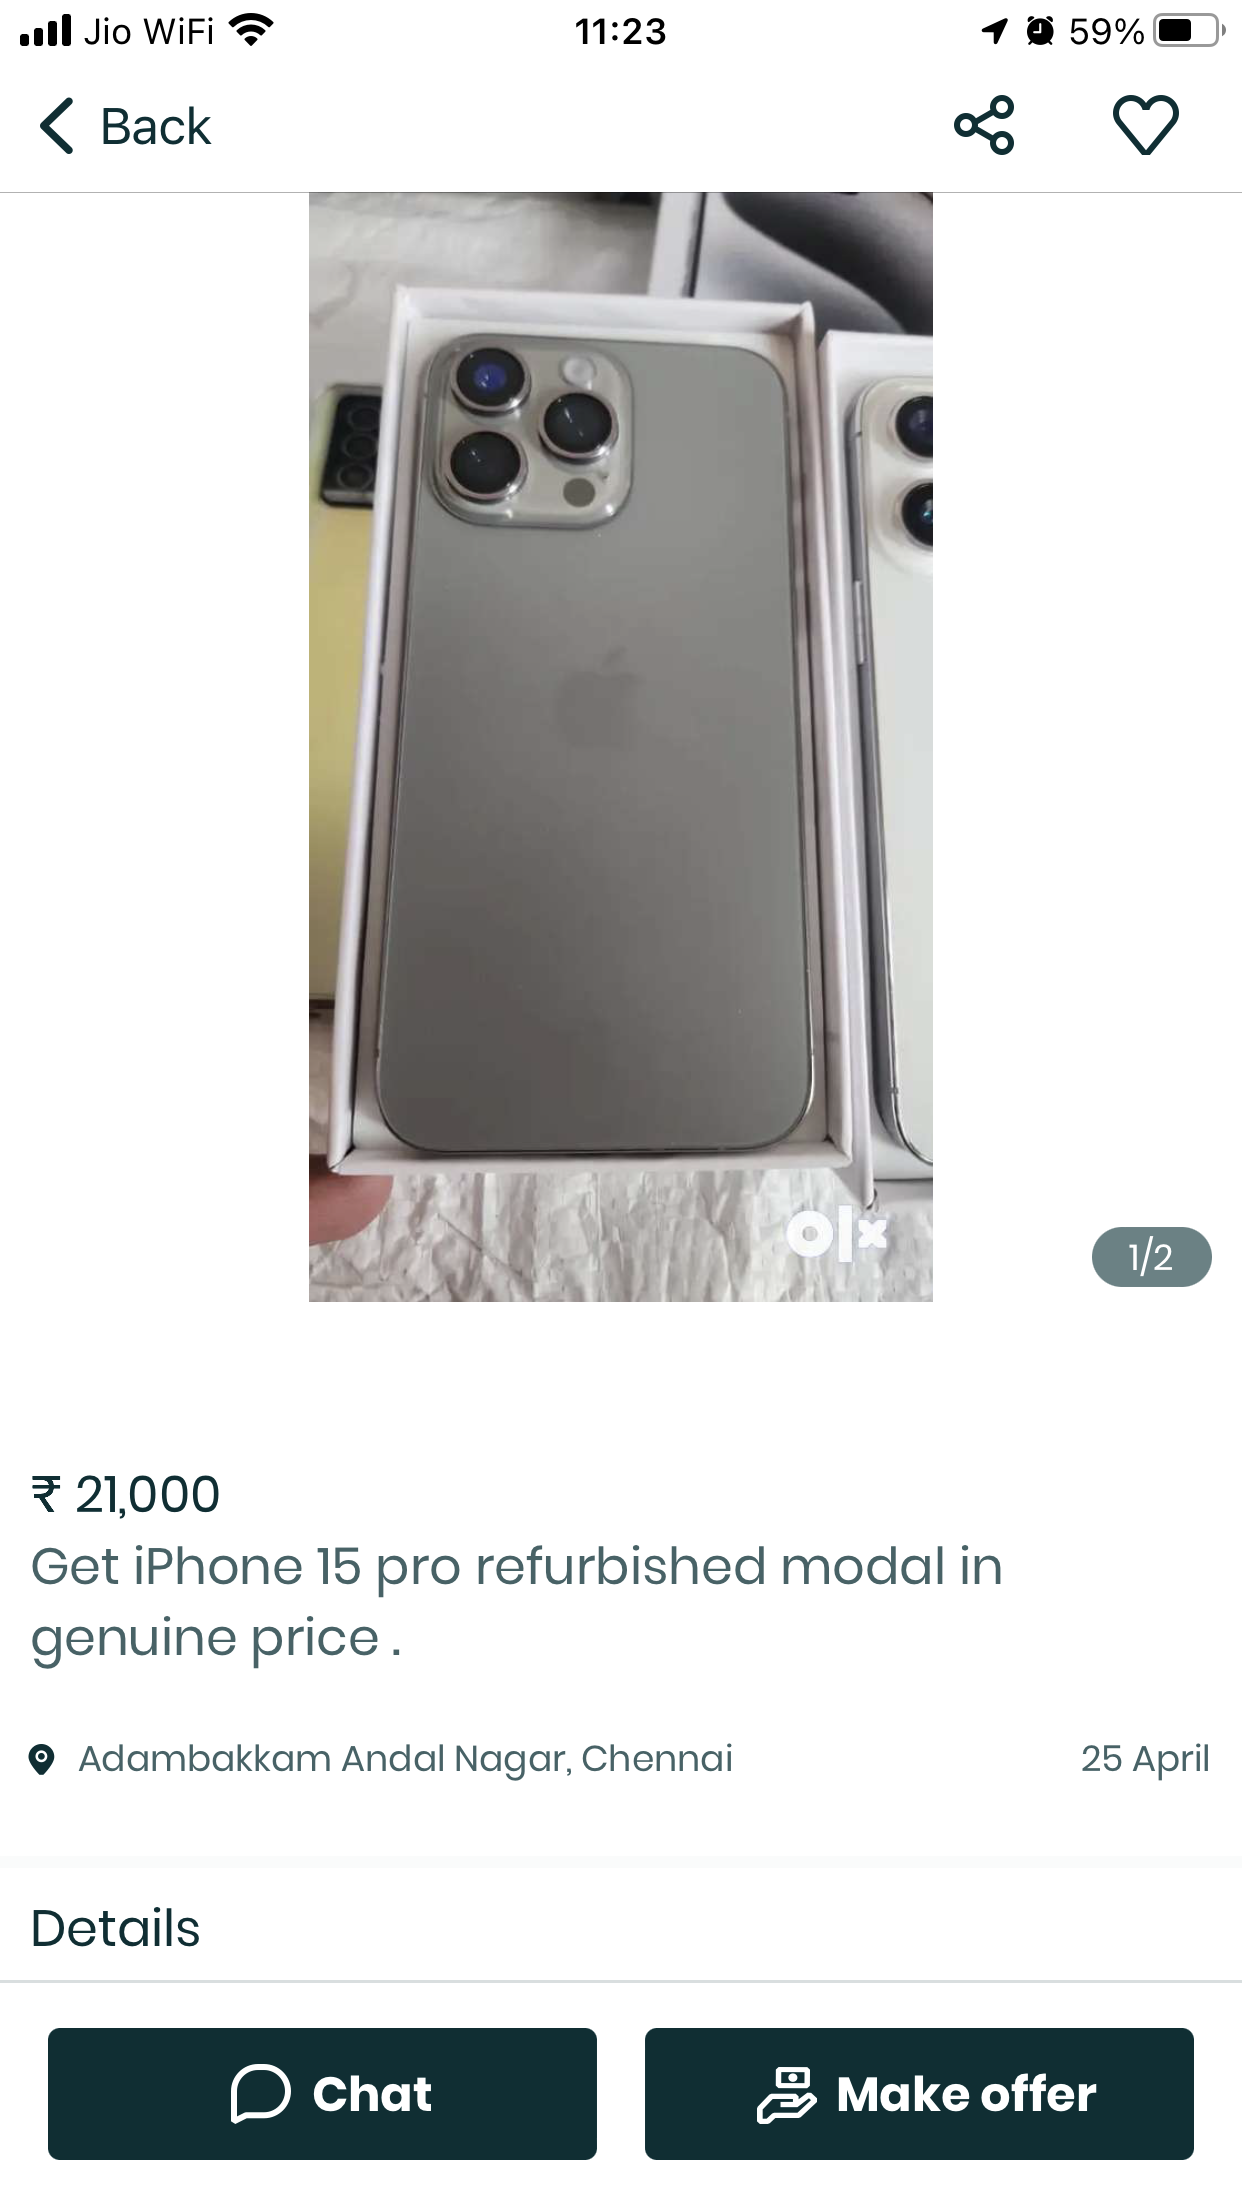 Jio WiFi 11:23 59%
Back
olx
1/2
₹ 21,000
Get iPhone 15 pro refurbished modal in
genuine price .
Adambakkam Andal Nagar, Chennai 25 April
Details
Chat Make offer